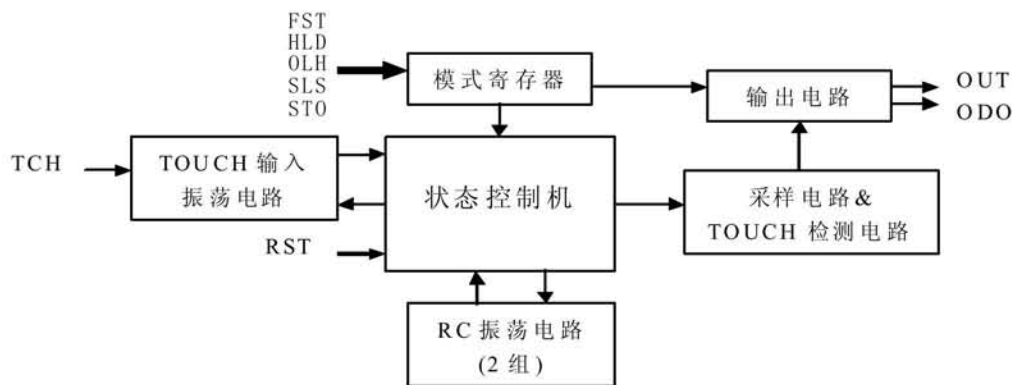 FST
HLD
OLH
SLS
STO
模式寄存器
输出电路
OUT
ODO
TCH
TOUCH 输入
振荡电路
状态控制机
采样电路&
TOUCH 检测电路
RST
RC 振荡电路
(2 组)